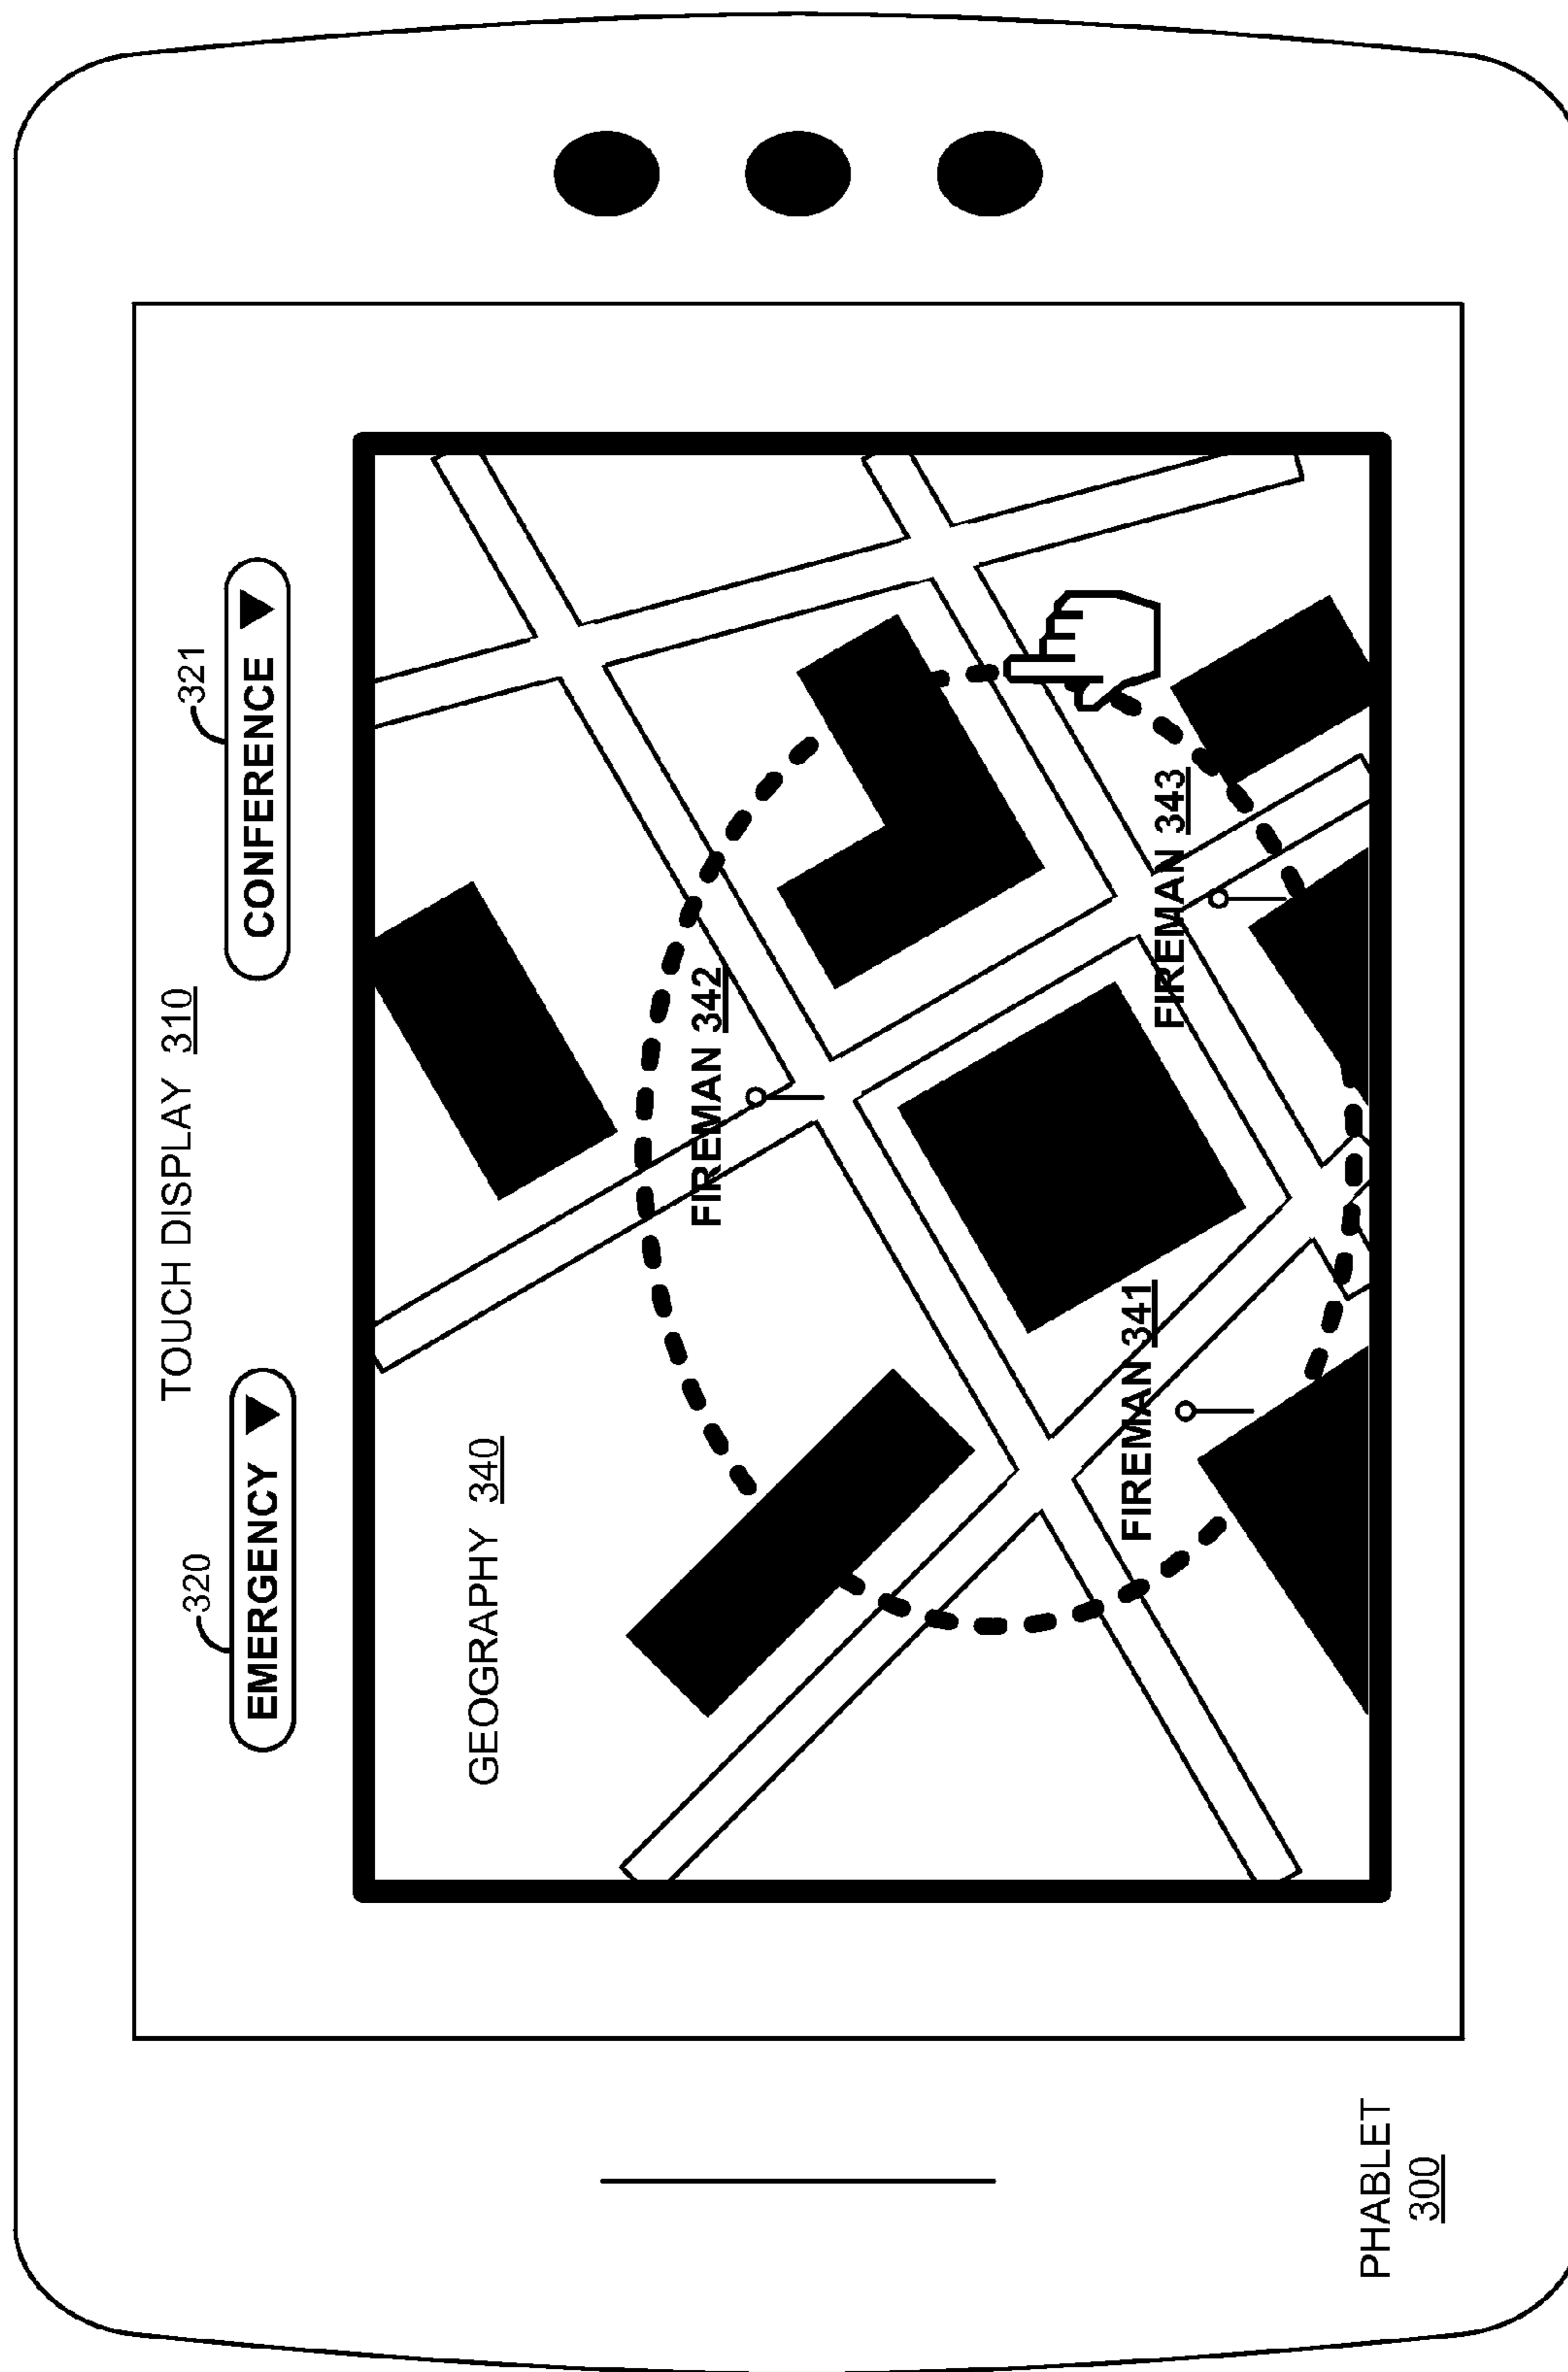 TOUCH DISPLAY 310
320
321
EMERGENCY
CONFERENCE
GEOGRAPHY 340
FIREMAN 342
FIREMAN 341
FIREMAN 343
PHABLET
300